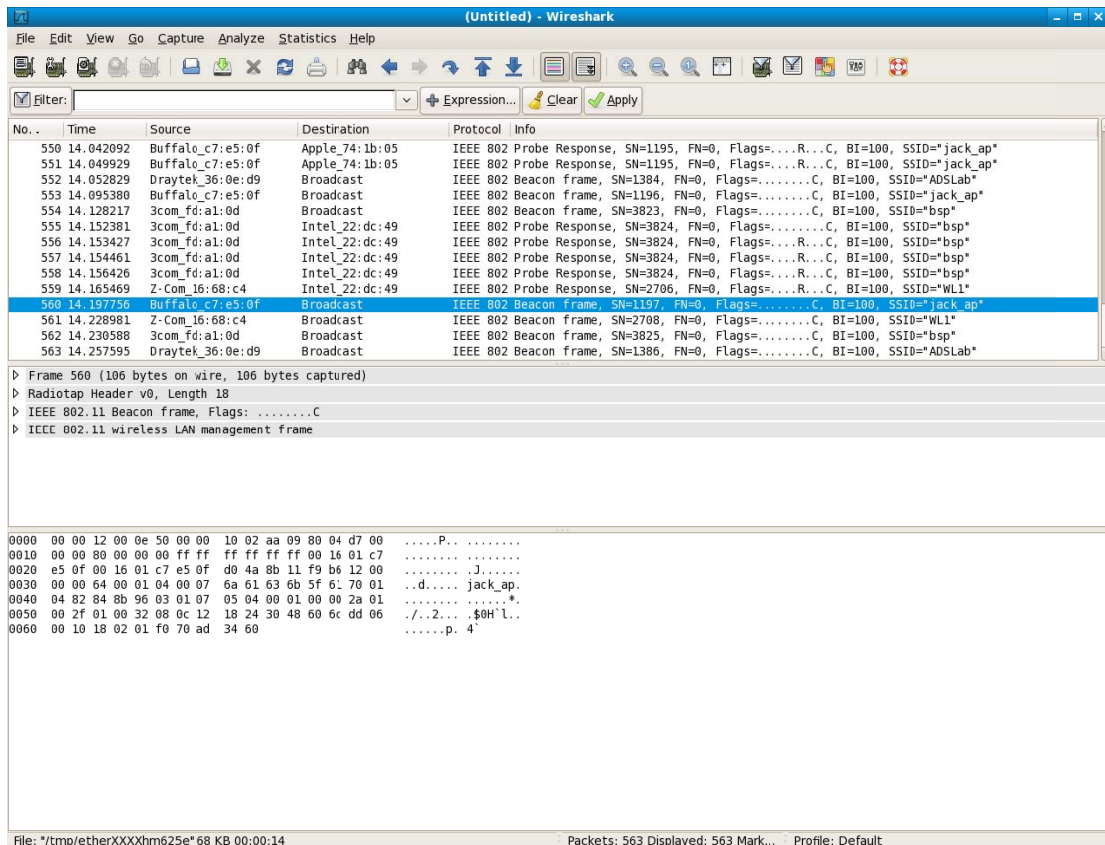 (Untitled) - Wireshark
File Edit View Go Capture Analyze Statistics Help
Filter: Expression... Clear Apply
No. . Time Source Destination Protocol Info
550 14.042092 Buffalo_c7:e5:0f Apple_74:1b:05 IEEE 802 Probe Response, SN=1195, FN=0, Flags=....R...C, BI=100, SSID="jack_ap"
551 14.049929 Buffalo_c7:e5:0f Apple_74:1b:05 IEEE 802 Probe Response, SN=1195, FN=0, Flags=....R...C, BI=100, SSID="jack_ap"
552 14.052829 Draytek_36:0e:d9 Broadcast IEEE 802 Beacon frame, SN=1384, FN=0, Flags=........C, BI=100, SSID="ADSLab"
553 14.095380 Buffalo_c7:e5:0f Broadcast IEEE 802 Beacon frame, SN=1196, FN=0, Flags=........C, BI=100, SSID="jack_ap"
554 14.128217 3com_fd:a1:0d Broadcast IEEE 802 Beacon frame, SN=3823, FN=0, Flags=........C, BI=100, SSID="bsp"
555 14.152381 3com_fd:a1:0d Intel_22:dc:49 IEEE 802 Probe Response, SN=3824, FN=0, Flags=........C, BI=100, SSID="bsp"
556 14.153427 3com_fd:a1:0d Intel_22:dc:49 IEEE 802 Probe Response, SN=3824, FN=0, Flags=....R...C, BI=100, SSID="bsp"
557 14.154461 3com_fd:a1:0d Intel_22:dc:49 IEEE 802 Probe Response, SN=3824, FN=0, Flags=....R...C, BI=100, SSID="bsp"
558 14.156426 3com_fd:a1:0d Intel_22:dc:49 IEEE 802 Probe Response, SN=3824, FN=0, Flags=....R...C, BI=100, SSID="bsp"
559 14.165469 Z-Com_16:68:c4 Intel_22:dc:49 IEEE 802 Probe Response, SN=2706, FN=0, Flags=....R...C, BI=100, SSID="WL1"
560 14.197756 Buffalo_c7:e5:0f Broadcast IEEE 802 Beacon frame, SN=1197, FN=0, Flags=........C, BI=100, SSID="jack_ap"
561 14.228981 Z-Com_16:68:c4 Broadcast IEEE 802 Beacon frame, SN=2708, FN=0, Flags=........C, BI=100, SSID="WL1"
562 14.230588 3com_fd:a1:0d Broadcast IEEE 802 Beacon frame, SN=3825, FN=0, Flags=........C, BI=100, SSID="bsp"
563 14.257595 Draytek_36:0e:d9 Broadcast IEEE 802 Beacon frame, SN=1386, FN=0, Flags=........C, BI=100, SSID="ADSLab"
Frame 560 (106 bytes on wire, 106 bytes captured)
Radiotap Header v0, Length 18
IEEE 802.11 Beacon frame, Flags: ........C
IEEE 802.11 wireless LAN management frame
0000 00 00 12 00 0e 50 00 00 10 02 aa 09 80 04 d7 00 .....P.. ........
0010 00 00 80 00 00 00 ff ff ff ff ff ff 00 16 01 c7 ........ ........
0020 e5 0f 00 16 01 c7 e5 0f d0 4a 8b 11 f9 b6 12 00 ........ .J......
0030 00 00 64 00 01 04 00 07 6a 61 63 6b 5f 61 70 01 ..d..... jack_ap.
0040 04 82 84 8b 96 03 01 07 05 04 00 01 00 00 2a 01 ........ ......*.
0050 00 2f 01 00 32 08 0c 12 18 24 30 48 60 6c dd 06 ./..2... .$0H`l..
0060 00 10 18 02 01 f0 70 ad 34 60 ......p. 4`
File: "/tmp/etherXXXXhm625e" 68 KB 00:00:14 Packets: 563 Displayed: 563 Mark... Profile: Default